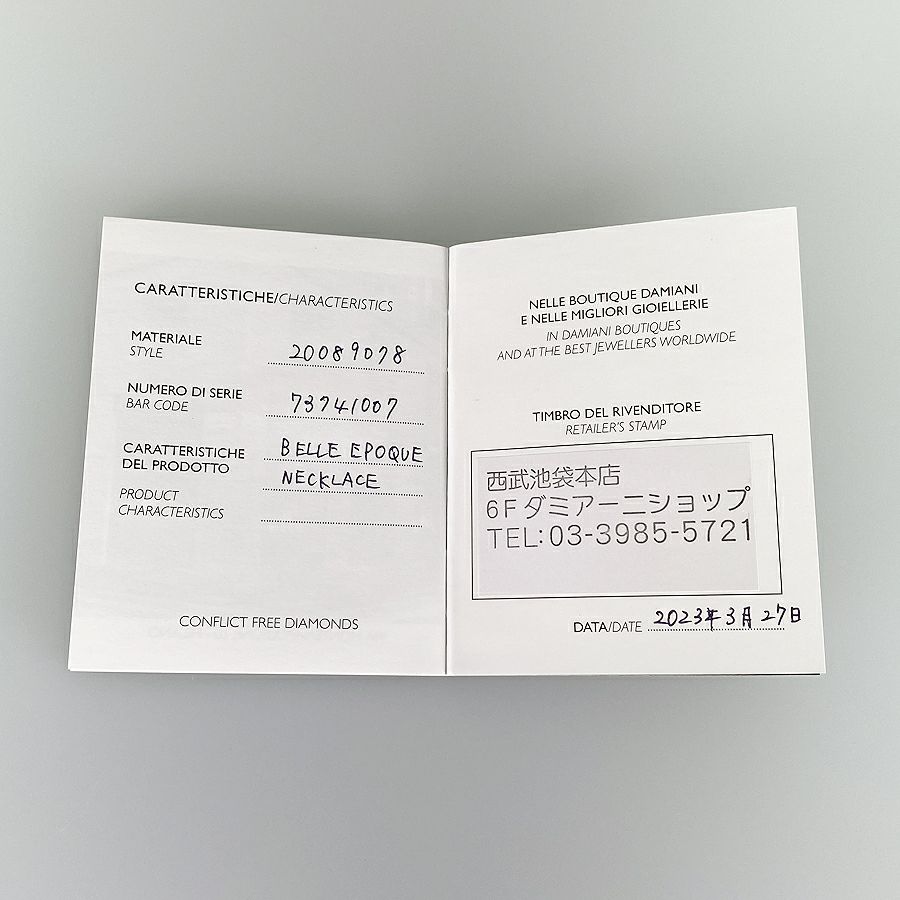 CARATTERISTICHE/CHARACTERISTICS
MATERIALE
STYLE
20089078
NUMERO DI SERIE
BAR CODE
73741007
CARATTERISTICHE
DEL PRODOTTO
PRODUCT
CHARACTERISTICS
BELLE EPOQUE
NECKLACE
CONFLICT FREE DIAMONDS
NELLE BOUTIQUE DAMIANI
E NELLE MIGLIORI GIOIELLERIE
IN DAMIANI BOUTIQUES
AND AT THE BEST JEWELLERS WORLDWIDE
TIMBRO DEL RIVENDITORE
RETAILER'S STAMP
西武池袋本店
6Fダミアーニショップ
TEL:03-3985-5721
DATA/DATE 2023年3月27日